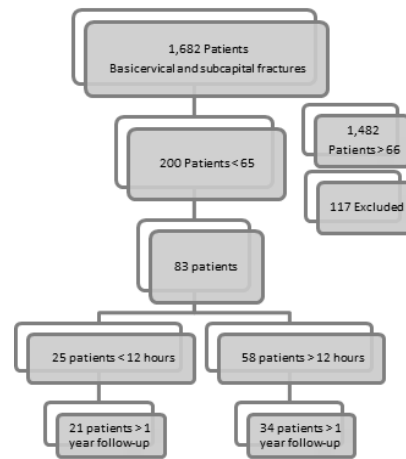 1,682 Patients
Basicervical and subcapital fractures
1,482
Patients > 66
200 Patients < 65
117 Excluded
83 patients
25 patients < 12 hours
58 patients > 12 hours
21 patients > 1
year follow-up
34 patients > 1
year follow-up